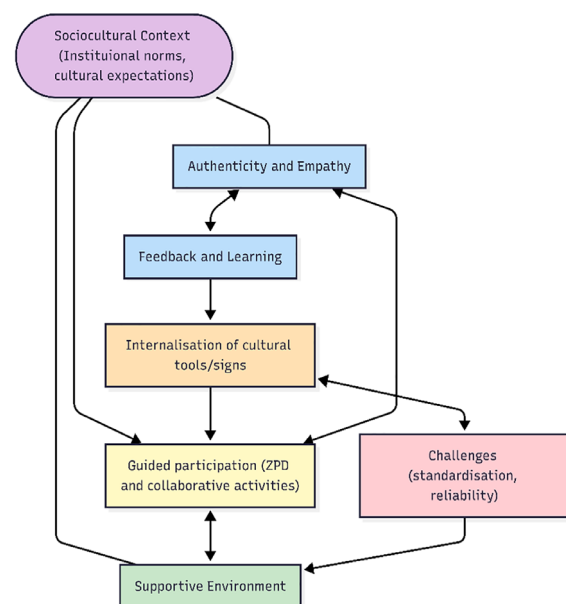 Sociocultural Context
(Instituional norms,
cultural expectations)
Authenticity and Empathy
Feedback and Learning
Internalisation of cultural
tools/signs
Guided participation (ZPD
and collaborative activities)
Challenges
(standardisation,
reliability)
Supportive Environment